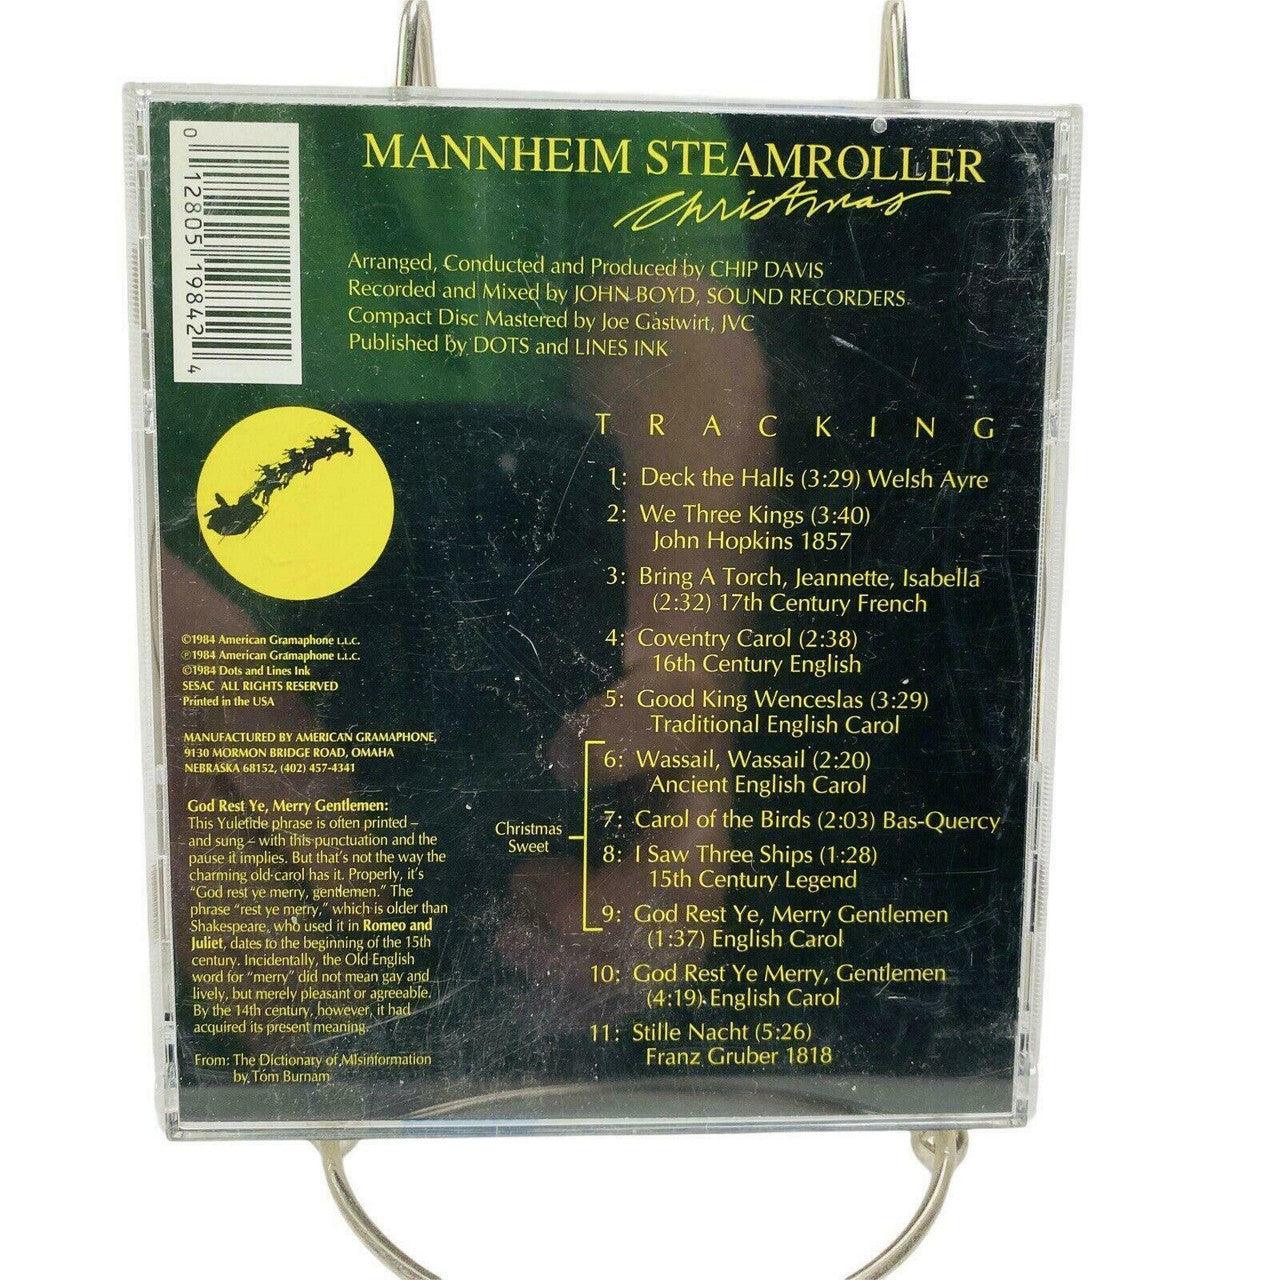 MANNHEIM STEAMROLLER
Christmas
0 12805 19842 4
Arranged, Conducted and Produced by CHIP DAVIS
Recorded and Mixed by JOHN BOYD, SOUND RECORDERS
Compact Disc Mastered by Joe Gastwirt, JVC
Published by DOTS and LINES INK
TRACKING
1: Deck the Halls (3:29) Welsh Ayre
2: We Three Kings (3:40)
John Hopkins 1857
3: Bring A Torch, Jeannette, Isabella
(2:32) 17th Century French
4: Coventry Carol (2:38)
16th Century English
5: Good King Wenceslas (3:29)
Traditional English Carol
Christmas
Sweet
6: Wassail, Wassail (2:20)
Ancient English Carol
7: Carol of the Birds (2:03) Bas-Quercy
8: I Saw Three Ships (1:28)
15th Century Legend
9: God Rest Ye, Merry Gentlemen
(1:37) English Carol
10: God Rest Ye Merry, Gentlemen
(4:19) English Carol
11: Stille Nacht (5:26)
Franz Gruber 1818
©1984 American Gramaphone L.L.C.
℗1984 American Gramaphone L.L.C.
©1984 Dots and Lines Ink
SESAC ALL RIGHTS RESERVED
Printed in the USA
MANUFACTURED BY AMERICAN GRAMAPHONE,
9130 MORMON BRIDGE ROAD, OMAHA
NEBRASKA 68152, (402) 457-4341
God Rest Ye, Merry Gentlemen:
This Yuletide phrase is often printed –
and sung – with this punctuation and the
pause it implies. But that's not the way the
charming old carol has it. Properly, it's
"God rest ye merry, gentlemen." The
phrase "rest ye merry," which is older than
Shakespeare, who used it in Romeo and
Juliet, dates to the beginning of the 15th
century. Incidentally, the Old English
word for "merry" did not mean gay and
lively, but merely pleasant or agreeable.
By the 14th century, however, it had
acquired its present meaning.
From: The Dictionary of Misinformation
by Tom Burnam